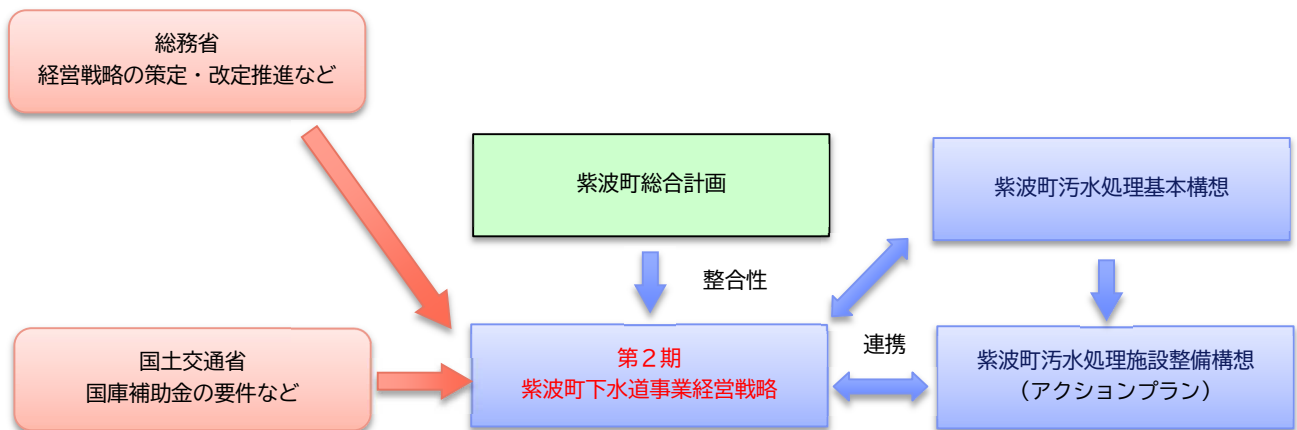 総務省
経営戦略の策定・改定推進など
紫波町総合計画
紫波町汚水処理基本構想
整合性
国土交通省
国庫補助金の要件など
第２期
紫波町下水道事業経営戦略
連携
紫波町汚水処理施設整備構想
（アクションプラン）